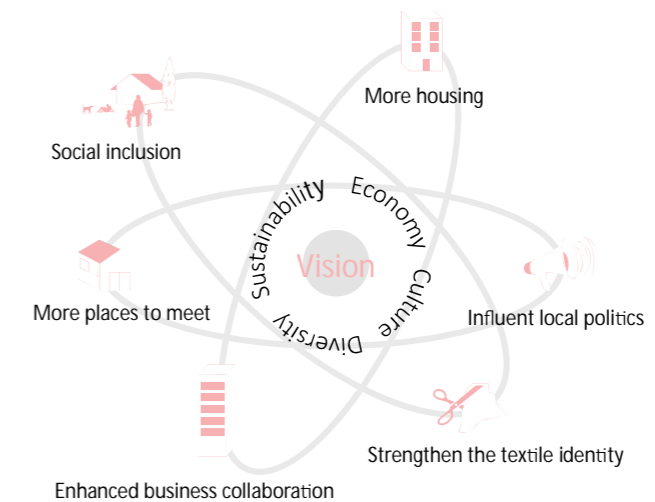 More housing
Social inclusion
Sustainability Economy Culture Diversity
Vision
More places to meet
Influent local politics
Strengthen the textile identity
Enhanced business collaboration